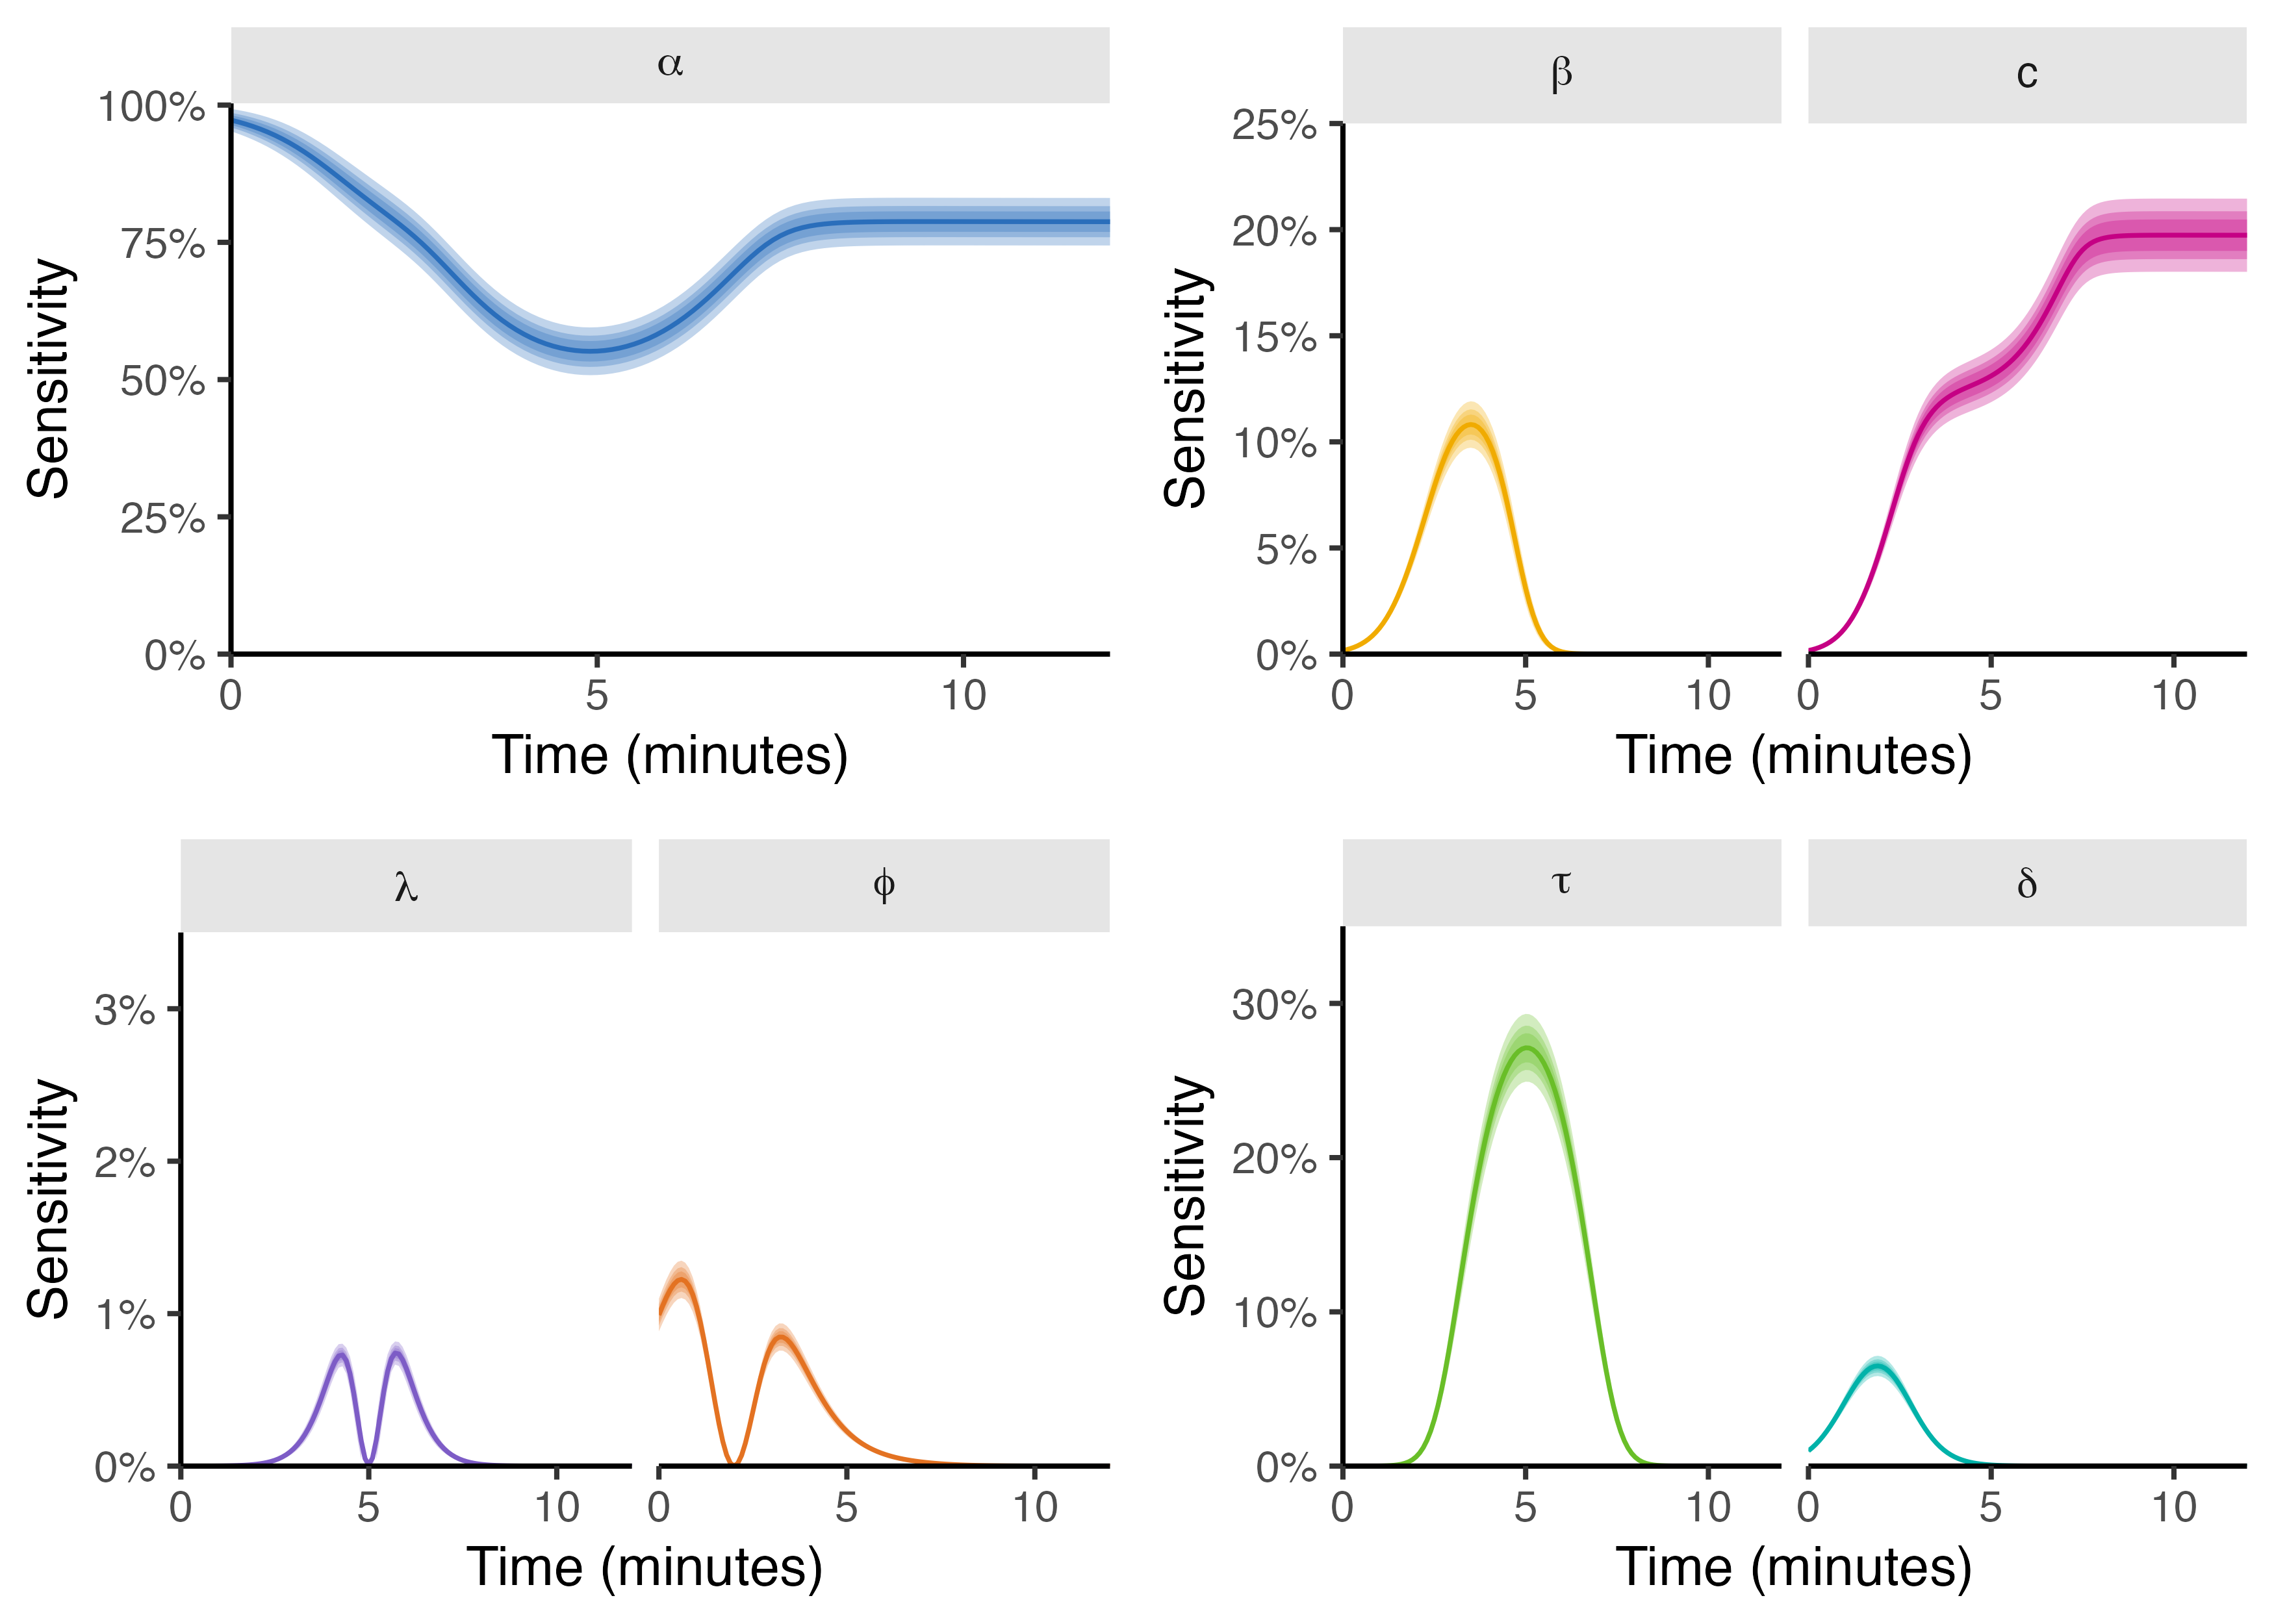 α
100%
75%
50%
25%
0%
0 5 10
Time (minutes)
Sensitivity
β c
25%
20%
15%
10%
5%
0%
0 5 10 0 5 10
Time (minutes)
Sensitivity
λ ϕ
3%
2%
1%
0%
0 5 10 0 5 10
Time (minutes)
Sensitivity
τ δ
30%
20%
10%
0%
0 5 10 0 5 10
Time (minutes)
Sensitivity